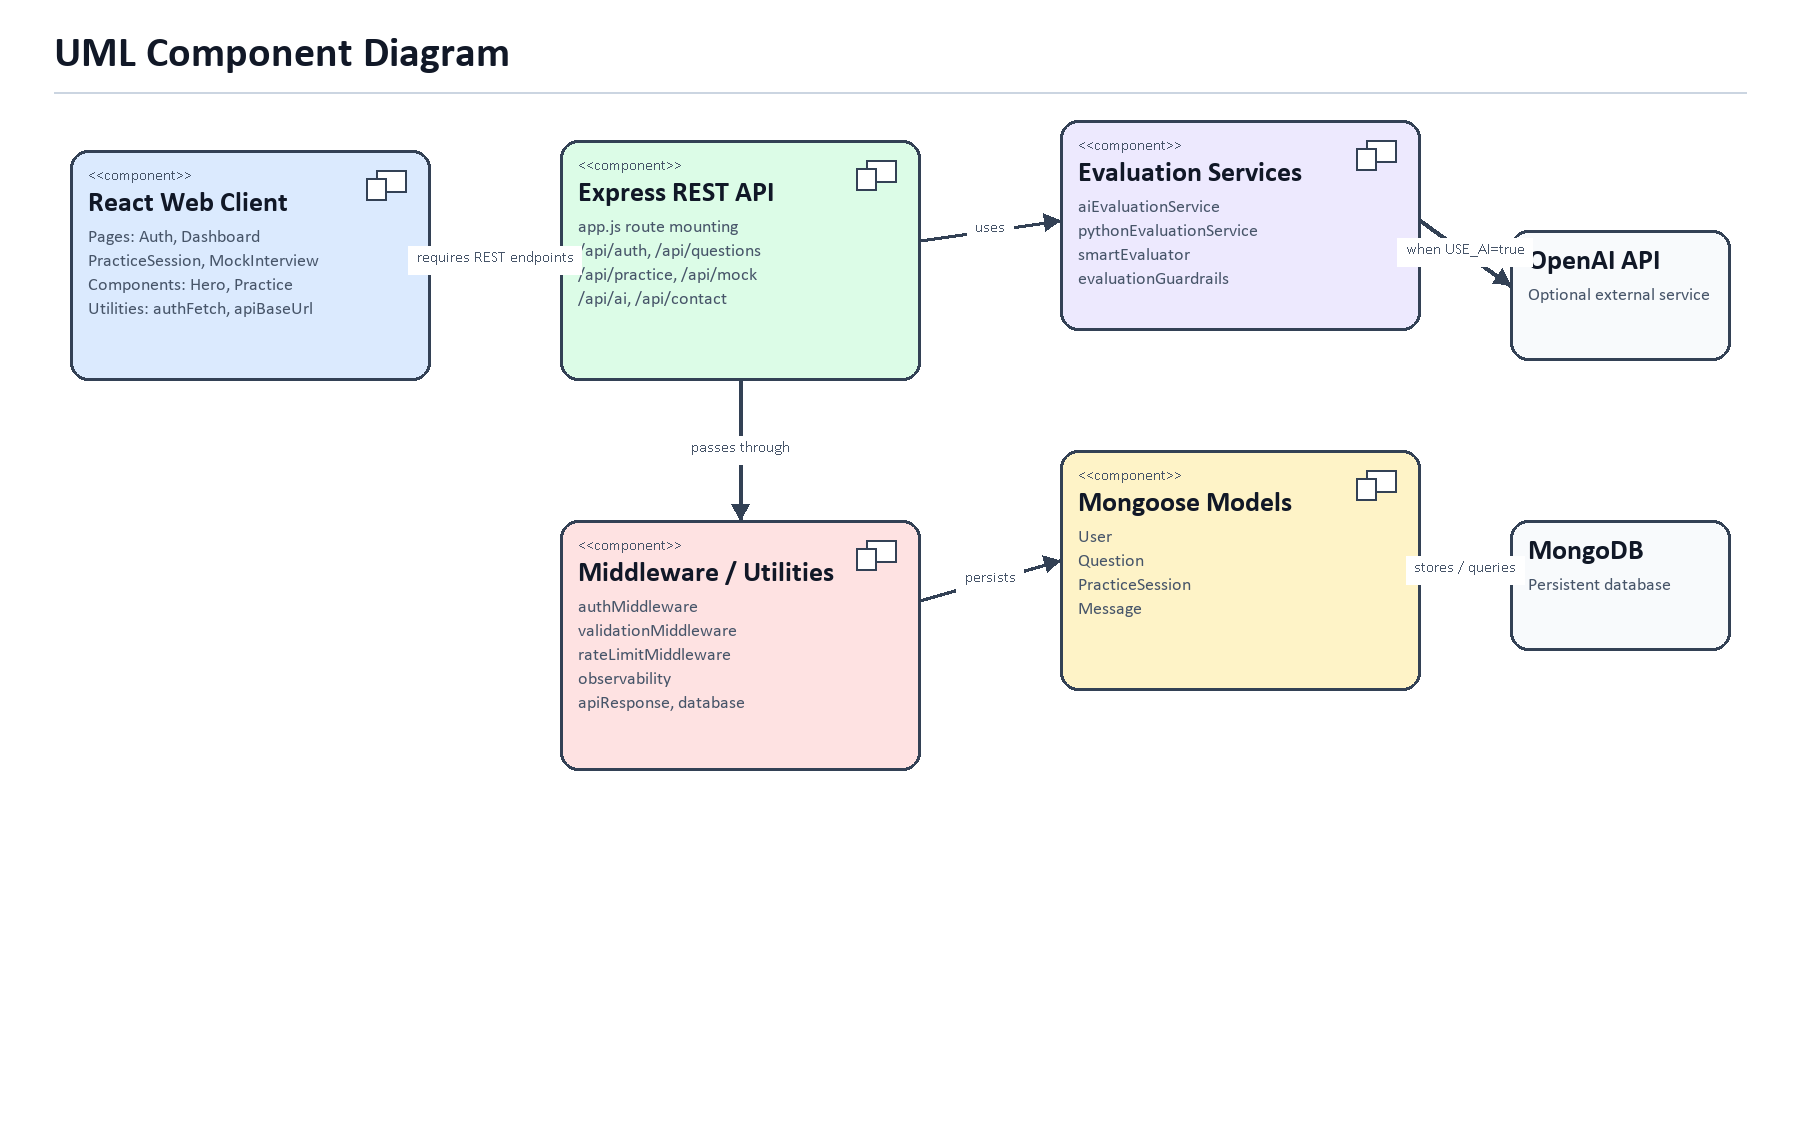 UML Component Diagram
<<component>>
React Web Client
Pages: Auth, Dashboard
PracticeSession, MockInterview
Components: Hero, Practice
Utilities: authFetch, apiBaseUrl
requires REST endpoints
<<component>>
Express REST API
app.js route mounting
/api/auth, /api/questions
/api/practice, /api/mock
/api/ai, /api/contact
uses
<<component>>
Evaluation Services
aiEvaluationService
pythonEvaluationService
smartEvaluator
evaluationGuardrails
when USE_AI=true
OpenAI API
Optional external service
passes through
<<component>>
Middleware / Utilities
authMiddleware
validationMiddleware
rateLimitMiddleware
observability
apiResponse, database
persists
<<component>>
Mongoose Models
User
Question
PracticeSession
Message
stores / queries
MongoDB
Persistent database